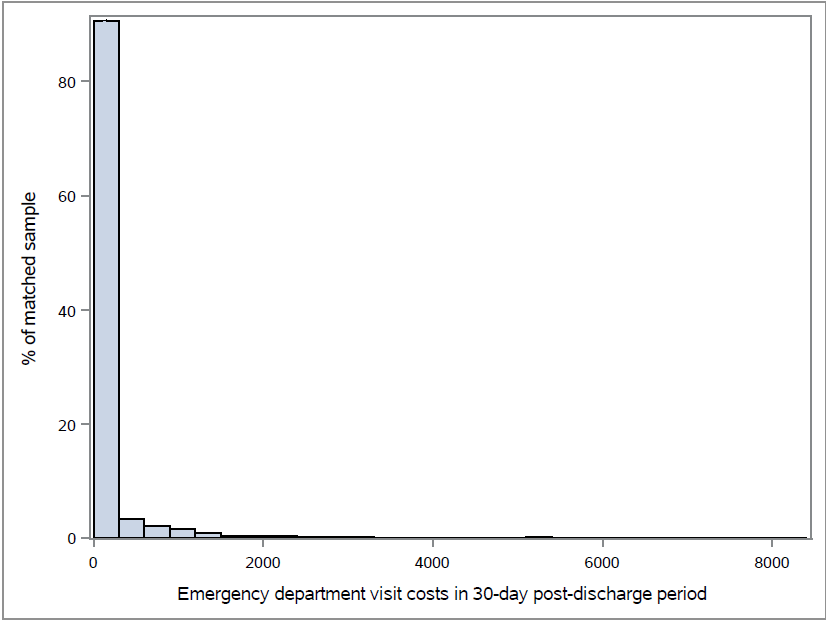 % of matched sample
80
60
40
20
0
0 2000 4000 6000 8000
Emergency department visit costs in 30-day post-discharge period